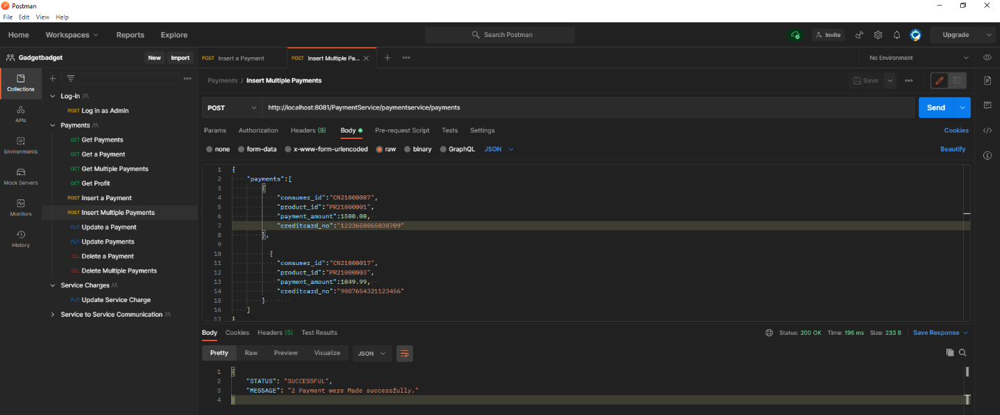 Postman
File Edit View Help
Home Workspaces Reports Explore Search Postman Invite Upgrade
Gadgetbadget New Import POST Insert a Payment POST Insert Multiple Pa... No Environment
Collections
APIs
Environments
Mock Servers
Monitors
History
Log-in
POST Log in as Admin
Payments
GET Get Payments
GET Get a Payment
GET Get Multiple Payments
GET Get Profit
POST Insert a Payment
POST Insert Multiple Payments
PUT Update a Payment
PUT Update Payments
DEL Delete a Payment
DEL Delete Multiple Payments
Service Charges
PUT Update Service Charge
Service to Service Communication
Payments / Insert Multiple Payments Save
POST http://localhost:8081/PaymentService/paymentservice/payments Send
Params Authorization Headers (9) Body Pre-request Script Tests Settings Cookies
none form-data x-www-form-urlencoded raw binary GraphQL JSON Beautify
1 {
2 "payments":[
3 {
4 "consumer_id":"CN21000007",
5 "product_id":"PR21000001",
6 "payment_amount":1500.00,
7 "creditcard_no":"1223650065030709"
8 },
9
10 {
11 "consumer_id":"CN21000017",
12 "product_id":"PR21000003",
13 "payment_amount":1049.99,
14 "creditcard_no":"9087654321123456"
15 }
16 ]
17 }
Body Cookies Headers (5) Test Results Status: 200 OK Time: 196 ms Size: 233 B Save Response
Pretty Raw Preview Visualize JSON
1 {
2 "STATUS": "SUCCESSFUL",
3 "MESSAGE": "2 Payment were Made successfully."
4 }